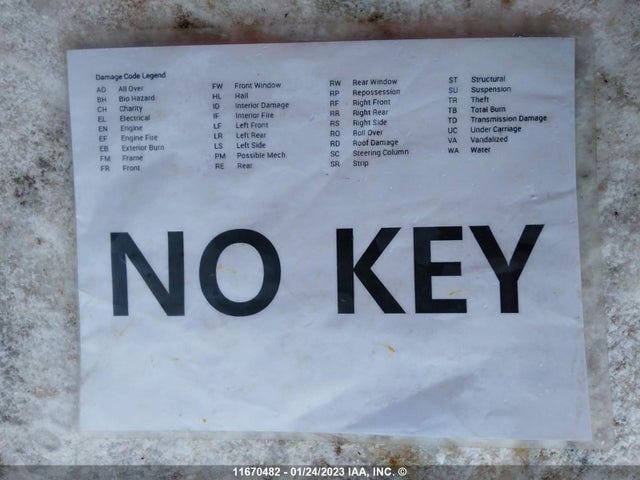 Damage Code Legend
AO All Over
BH Bio Hazard
CH Charity
EL Electrical
EN Engine
EF Engine Fire
EB Exterior Burn
FM Frame
FR Front
FW Front Window
HL Hail
ID Interior Damage
IF Interior Fire
LF Left Front
LR Left Rear
LS Left Side
PM Possible Mech
RE Rear
RW Rear Window
RP Repossession
RF Right Front
RR Right Rear
RS Right Side
RO Roll Over
RD Roof Damage
SC Steering Column
SR Strip
ST Structural
SU Suspension
TR Theft
TB Total Burn
TD Transmission Damage
UC Under Carriage
VA Vandalized
WA Water
NO KEY
11670482 - 01/24/2023 IAA, INC. ©